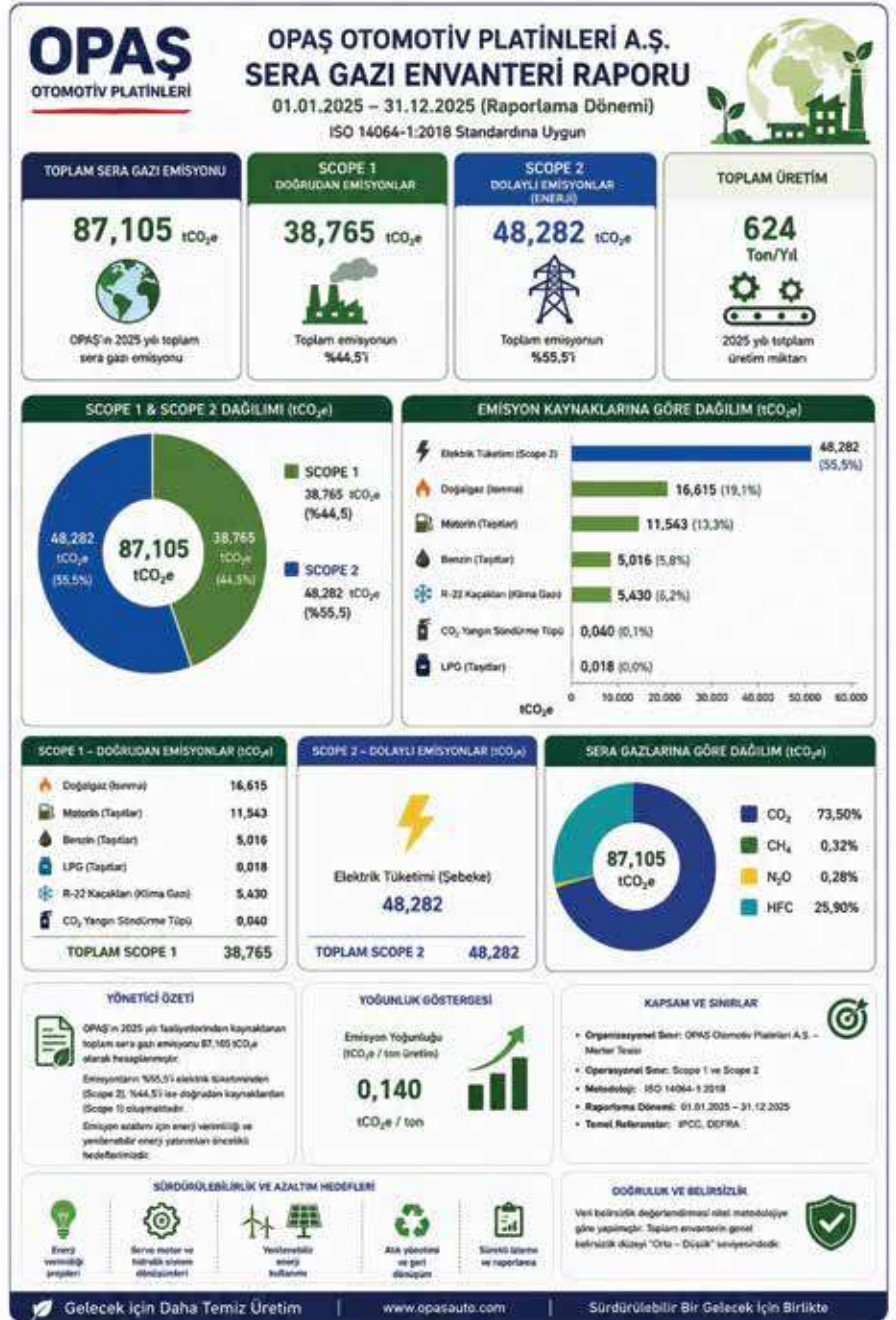 OPAŞ
OTOMOTİV PLATİNLERİ
OPAŞ OTOMOTİV PLATİNLERİ A.Ş.
SERA GAZI ENVANTERİ RAPORU
01.01.2025 – 31.12.2025 (Raporlama Dönemi)
ISO 14064-1:2018 Standardına Uygun
TOPLAM SERA GAZI EMİSYONU
87,105 tCO₂e
OPAŞ'ın 2025 yılı toplam
sera gazı emisyonu
SCOPE 1
DOĞRUDAN EMİSYONLAR
38,765 tCO₂e
Toplam emisyonun
%44,5'i
SCOPE 2
DOLAYLI EMİSYONLAR
(ENERJİ)
48,282 tCO₂e
Toplam emisyonun
%55,5'i
TOPLAM ÜRETİM
624
Ton/Yıl
2025 yılı totplam
üretim miktarı
SCOPE 1 & SCOPE 2 DAĞILIMI (tCO₂e)
48,282
tCO₂e
(55,5%)
87,105
tCO₂e
38,765
tCO₂e
(44,5%)
SCOPE 1
38,765 tCO₂e
(%44,5)
SCOPE 2
48,282 tCO₂e
(%55,5)
EMİSYON KAYNAKLARINA GÖRE DAĞILIM (tCO₂e)
Elektrik Tüketimi (Scope 2) 48,282
(55,5%)
Doğalgaz (Isınma) 16,615 (19,1%)
Motorin (Taşıtlar) 11,543 (13,3%)
Benzin (Taşıtlar) 5,016 (5,8%)
R-22 Kaçakları (Klima Gazı) 5,430 (6,2%)
CO₂ Yangın Söndürme Tüpü 0,040 (0,1%)
LPG (Taşıtlar) 0,018 (0,0%)
0 10.000 20.000 30.000 40.000 50.000 60.000
tCO₂e
SCOPE 1 – DOĞRUDAN EMİSYONLAR (tCO₂e)
Doğalgaz (Isınma) 16,615
Motorin (Taşıtlar) 11,543
Benzin (Taşıtlar) 5,016
LPG (Taşıtlar) 0,018
R-22 Kaçakları (Klima Gazı) 5,430
CO₂ Yangın Söndürme Tüpü 0,040
TOPLAM SCOPE 1 38,765
SCOPE 2 – DOLAYLI EMİSYONLAR (tCO₂e)
Elektrik Tüketimi (Şebeke)
48,282
TOPLAM SCOPE 2 48,282
SERA GAZLARINA GÖRE DAĞILIM (tCO₂e)
87,105
tCO₂e
CO₂ 73,50%
CH₄ 0,32%
N₂O 0,28%
HFC 25,90%
YÖNETİCİ ÖZETİ
OPAŞ'ın 2025 yılı faaliyetlerinden kaynaklanan
toplam sera gazı emisyonu 87,105 tCO₂e
olarak hesaplanmıştır.
Emisyonların %55,5'i elektrik tüketiminden
(Scope 2), %44,5'i ise doğrudan kaynaklardan
(Scope 1) oluşmaktadır.
Emisyon azaltımı için enerji verimliliği ve
yenilenebilir enerji yatırımları öncelikli
hedeflerimizdir.
YOĞUNLUK GÖSTERGESİ
Emisyon Yoğunluğu
(tCO₂e / ton üretim)
0,140
tCO₂e / ton
KAPSAM VE SINIRLAR
• Organizasyonel Sınır: OPAŞ Otomotiv Platinleri A.Ş. –
Merter Tesisi
• Operasyonel Sınır: Scope 1 ve Scope 2
• Metodoloji: ISO 14064-1:2018
• Raporlama Dönemi: 01.01.2025 – 31.12.2025
• Temel Referanslar: IPCC, DEFRA
SÜRDÜRÜLEBİLİRLİK VE AZALTIM HEDEFLERİ
Enerji
verimliliği
projeleri
Servo motor ve
hidrolik sistem
dönüşümleri
Yenilenebilir
enerji
kullanımı
Atık yönetimi
ve geri
dönüşüm
Sürekli izleme
ve raporlama
DOĞRULUK VE BELİRSİZLİK
Veri belirsizlik değerlendirmesi nitel metodolojiye
göre yapılmıştır. Toplam envanterin genel
belirsizlik düzeyi "Orta – Düşük" seviyesindedir.
Gelecek için Daha Temiz Üretim
www.opasauto.com
Sürdürülebilir Bir Gelecek İçin Birlikte